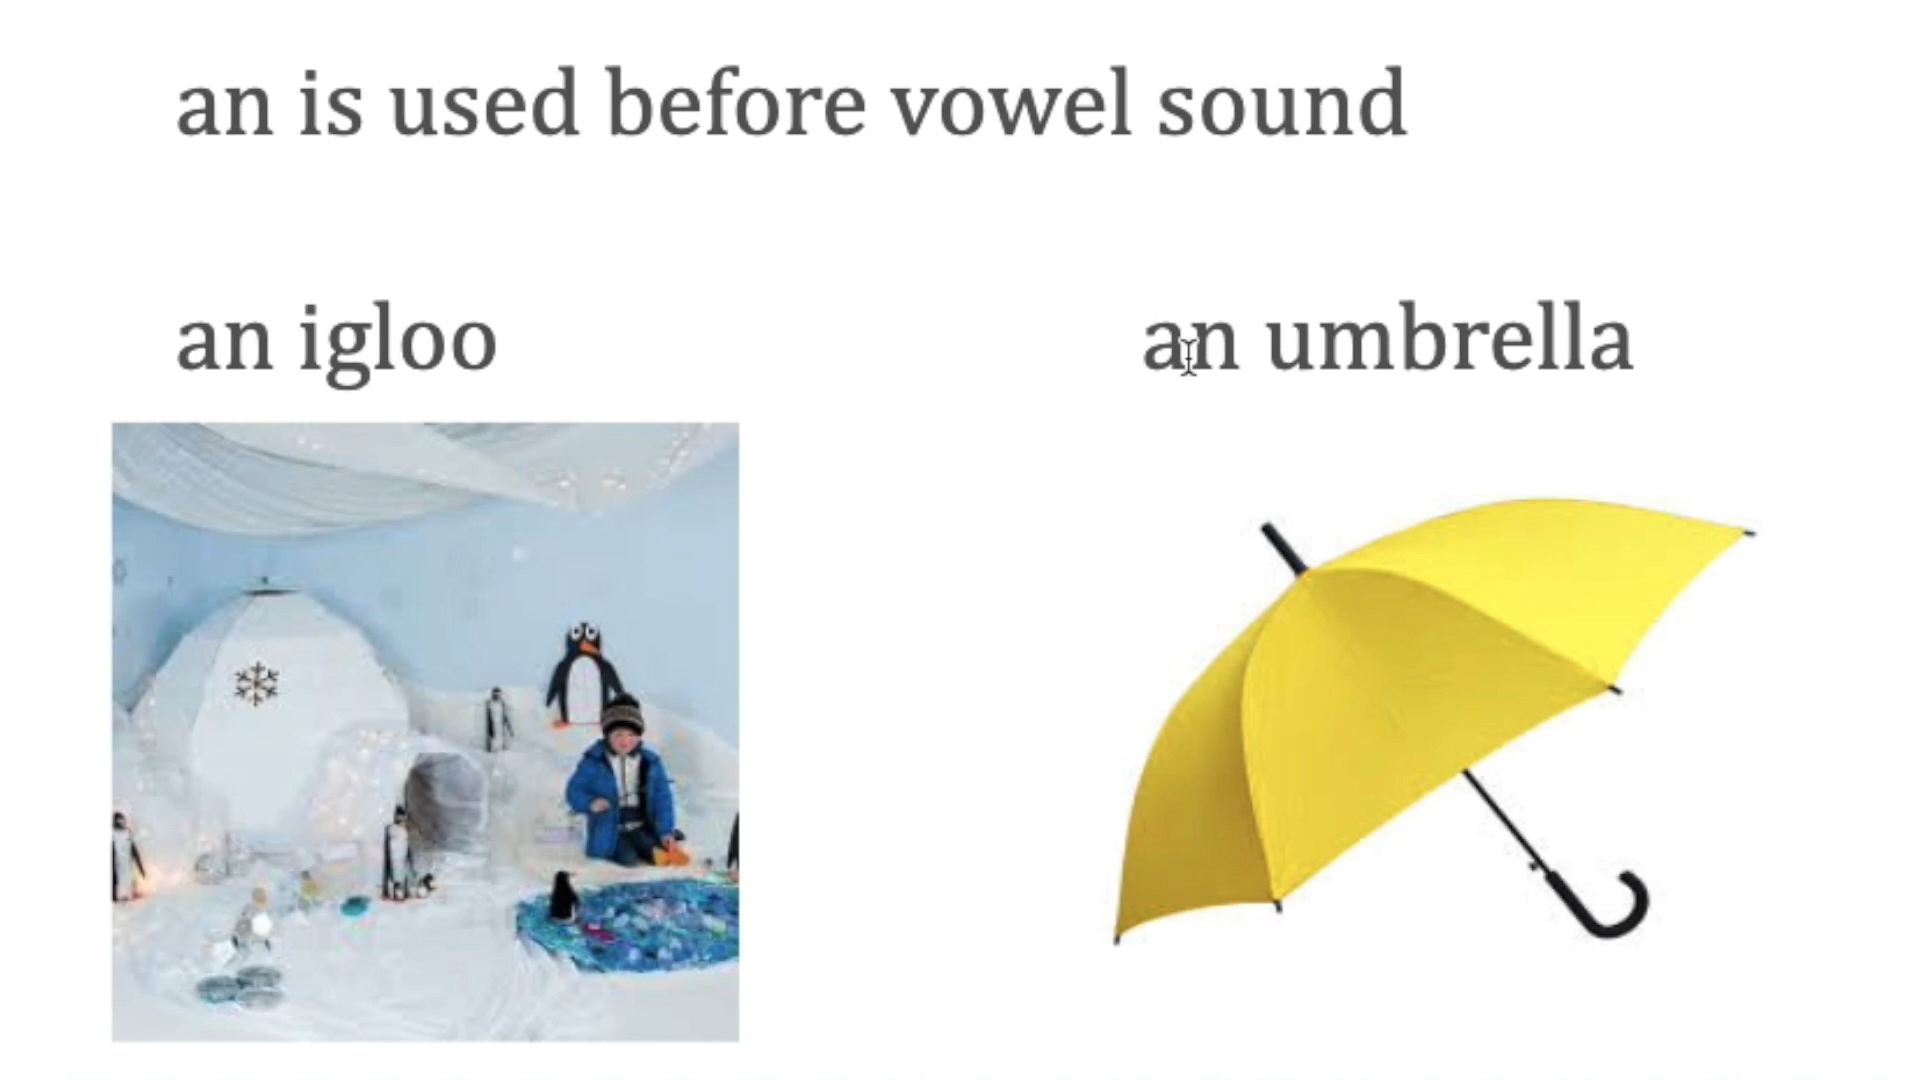 an is used before vowel sound
an igloo
an umbrella